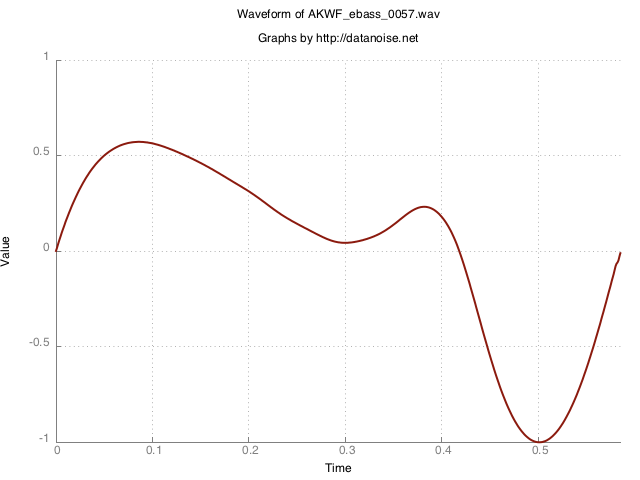 Waveform of AKWF_ebass_0057.wav
Graphs by http://datanoise.net
1
0.5
0
-0.5
-1
Value
0 0.1 0.2 0.3 0.4 0.5
Time